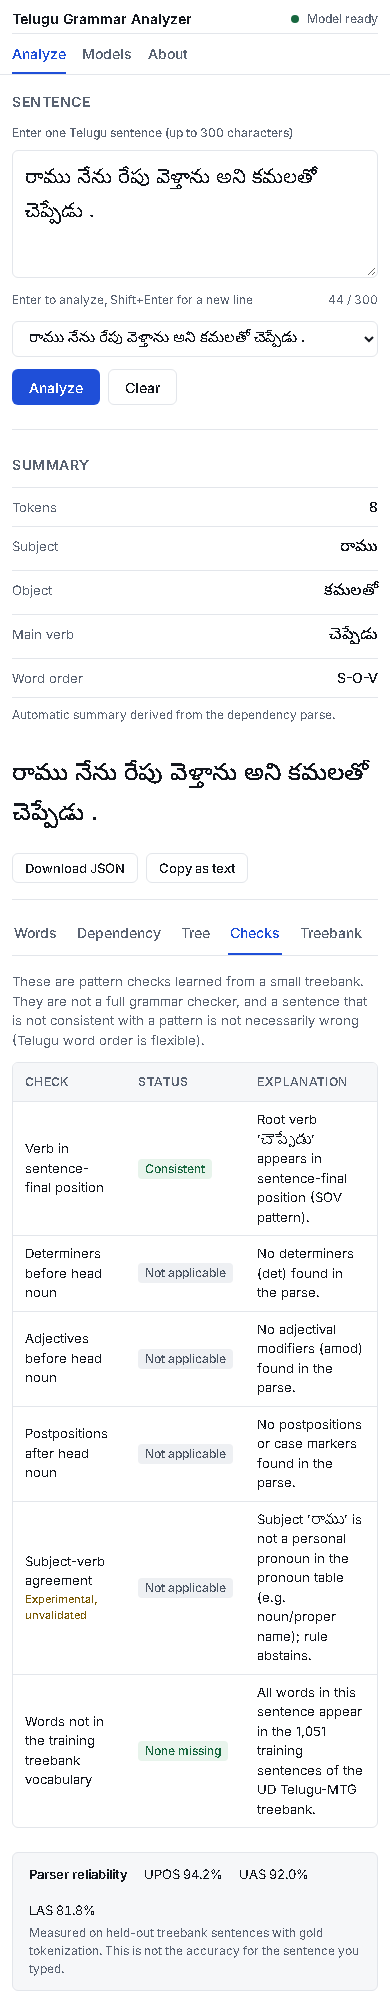 Telugu Grammar Analyzer
Model ready
Analyze Models About
SENTENCE
Enter one Telugu sentence (up to 300 characters)
రాము నేను రేపు వెళ్తాను అని కమలతో
చెప్పేడు .
Enter to analyze, Shift+Enter for a new line
44 / 300
రాము నేను రేపు వెళ్తాను అని కమలతో చెప్పేడు .
Analyze
Clear
SUMMARY
Tokens 8
Subject రాము
Object కమలతో
Main verb చెప్పేడు
Word order S-O-V
Automatic summary derived from the dependency parse.
రాము నేను రేపు వెళ్తాను అని కమలతో
చెప్పేడు .
Download JSON
Copy as text
Words Dependency Tree Checks Treebank
These are pattern checks learned from a small treebank.
They are not a full grammar checker, and a sentence that
is not consistent with a pattern is not necessarily wrong
(Telugu word order is flexible).
CHECK STATUS EXPLANATION
Verb in
sentence-
final position
Consistent
Root verb
'చెప్పేడు'
appears in
sentence-final
position (SOV
pattern).
Determiners
before head
noun
Not applicable
No determiners
(det) found in
the parse.
Adjectives
before head
noun
Not applicable
No adjectival
modifiers (amod)
found in the
parse.
Postpositions
after head
noun
Not applicable
No postpositions
or case markers
found in the
parse.
Subject-verb
agreement
Experimental,
unvalidated
Not applicable
Subject 'రాము' is
not a personal
pronoun in the
pronoun table
(e.g.
noun/proper
name); rule
abstains.
Words not in
the training
treebank
vocabulary
None missing
All words in this
sentence appear
in the 1,051
training
sentences of the
UD Telugu-MTG
treebank.
Parser reliability UPOS 94.2% UAS 92.0%
LAS 81.8%
Measured on held-out treebank sentences with gold
tokenization. This is not the accuracy for the sentence you
typed.